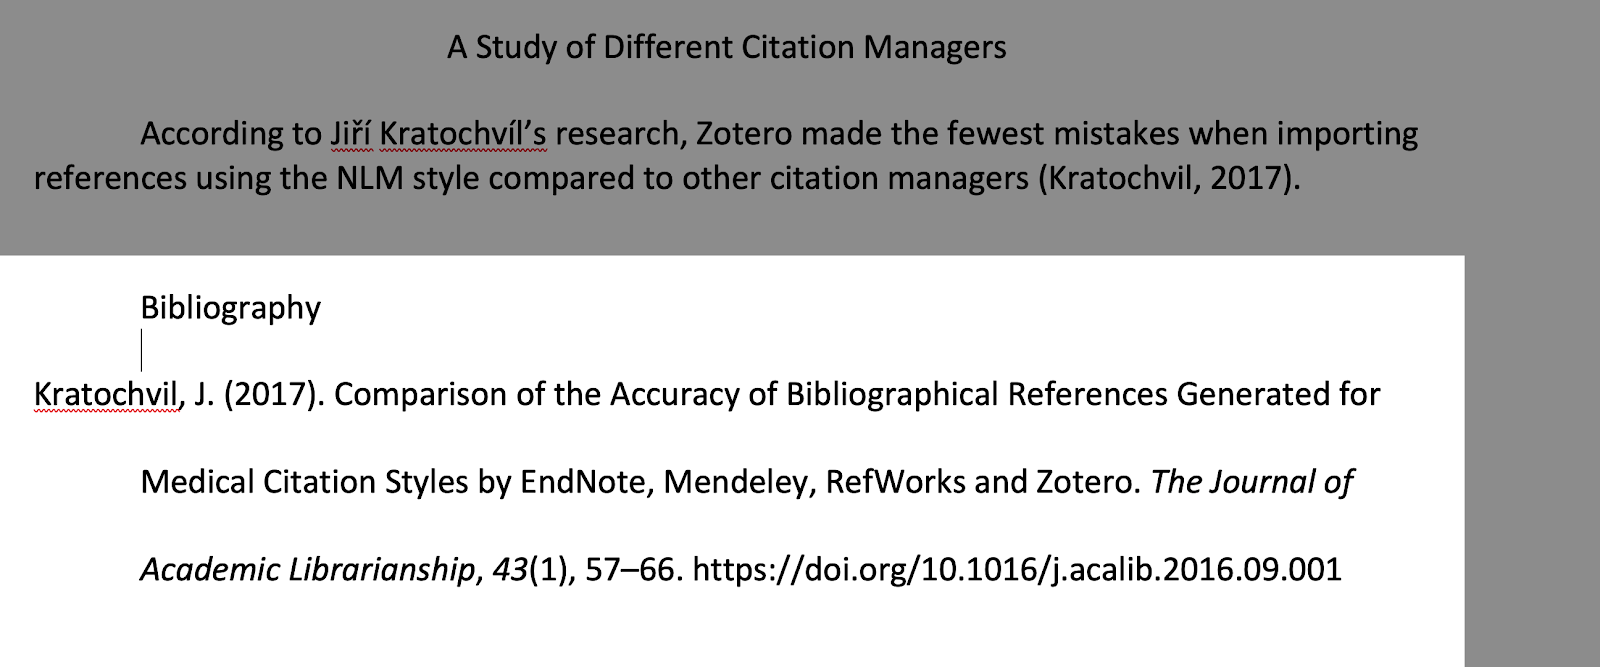 A Study of Different Citation Managers
According to Jiří Kratochvíl’s research, Zotero made the fewest mistakes when importing
references using the NLM style compared to other citation managers (Kratochvil, 2017).
Bibliography
Kratochvil, J. (2017). Comparison of the Accuracy of Bibliographical References Generated for
Medical Citation Styles by EndNote, Mendeley, RefWorks and Zotero. The Journal of
Academic Librarianship, 43(1), 57–66. https://doi.org/10.1016/j.acalib.2016.09.001